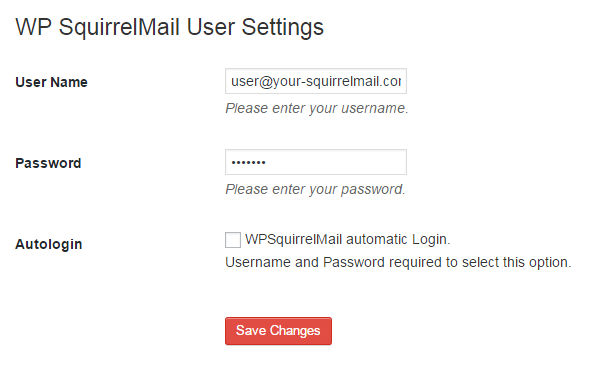 WP SquirrelMail User Settings
User Name
user@your-squirrelmail.cor
Please enter your username.
Password
•••••••
Please enter your password.
Autologin
WPSquirrelMail automatic Login.
Username and Password required to select this option.
Save Changes